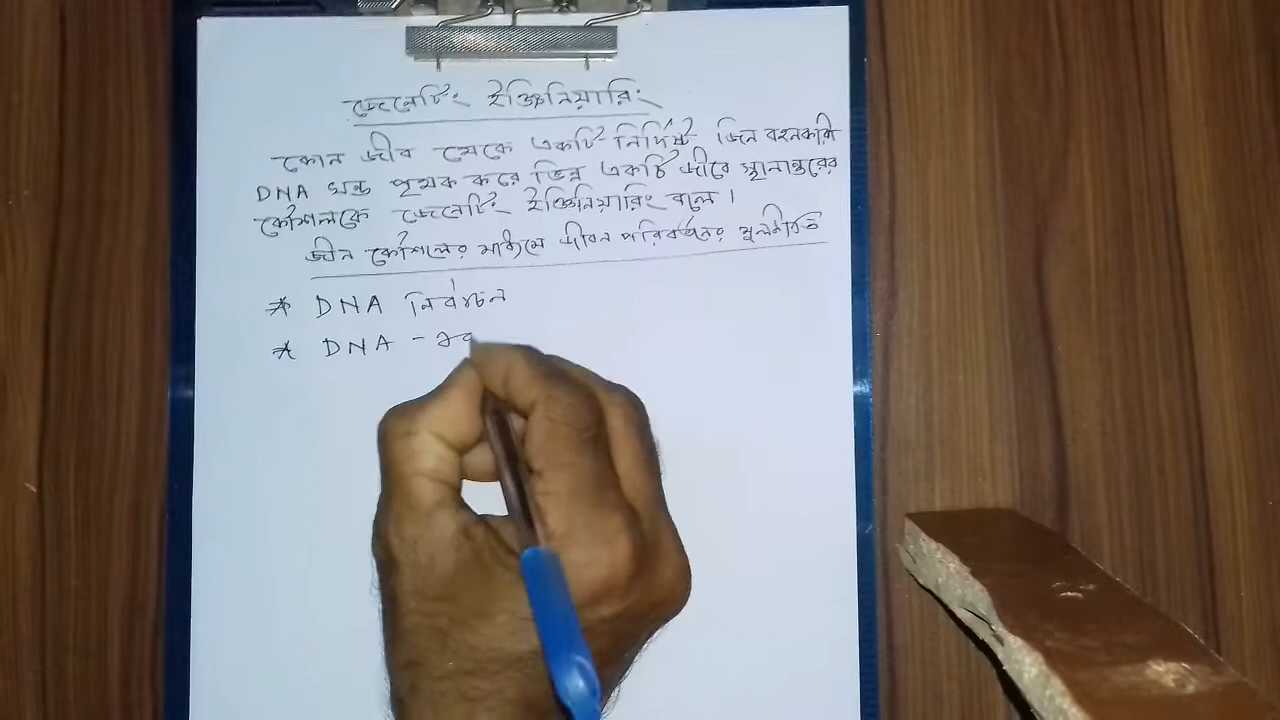 জেনেটিং ইঞ্জিনিয়ারিং
কোন জীব থেকে একটি নির্দিষ্ট জিন বহনকারী
DNA খন্ড পৃথক করে ভিন্ন একটি জীবে স্থানান্তরের
কৌশলকে জেনেটিং ইঞ্জিনিয়ারিং বলে।
জীন কৌশলের মাধ্যমে জীবন পরিবর্তনের মূলনীতি
* DNA নির্বাচন
* DNA -